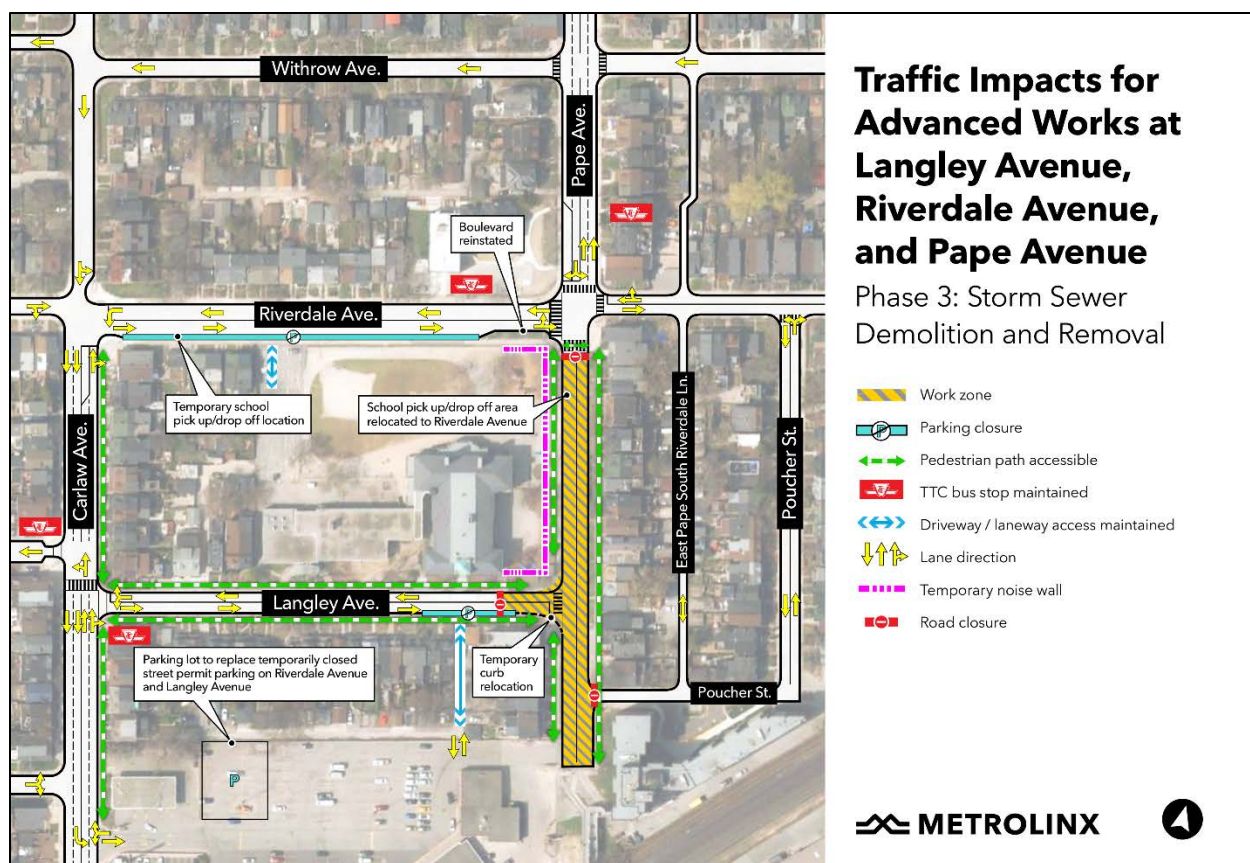 Withrow Ave.
Pape Ave.
Boulevard
reinstated
Riverdale Ave.
Temporary school
pick up/drop off location
School pick up/drop off area
relocated to Riverdale Avenue
Carlaw Ave.
East Pape South Riverdale Ln.
Poucher St.
Langley Ave.
Parking lot to replace temporarily closed
street permit parking on Riverdale Avenue
and Langley Avenue
Temporary
curb
relocation
Poucher St.
P
Traffic Impacts for
Advanced Works at
Langley Avenue,
Riverdale Avenue,
and Pape Avenue
Phase 3: Storm Sewer
Demolition and Removal
Work zone
P
Parking closure
Pedestrian path accessible
TTC bus stop maintained
Driveway / laneway access maintained
Lane direction
Temporary noise wall
Road closure
METROLINX